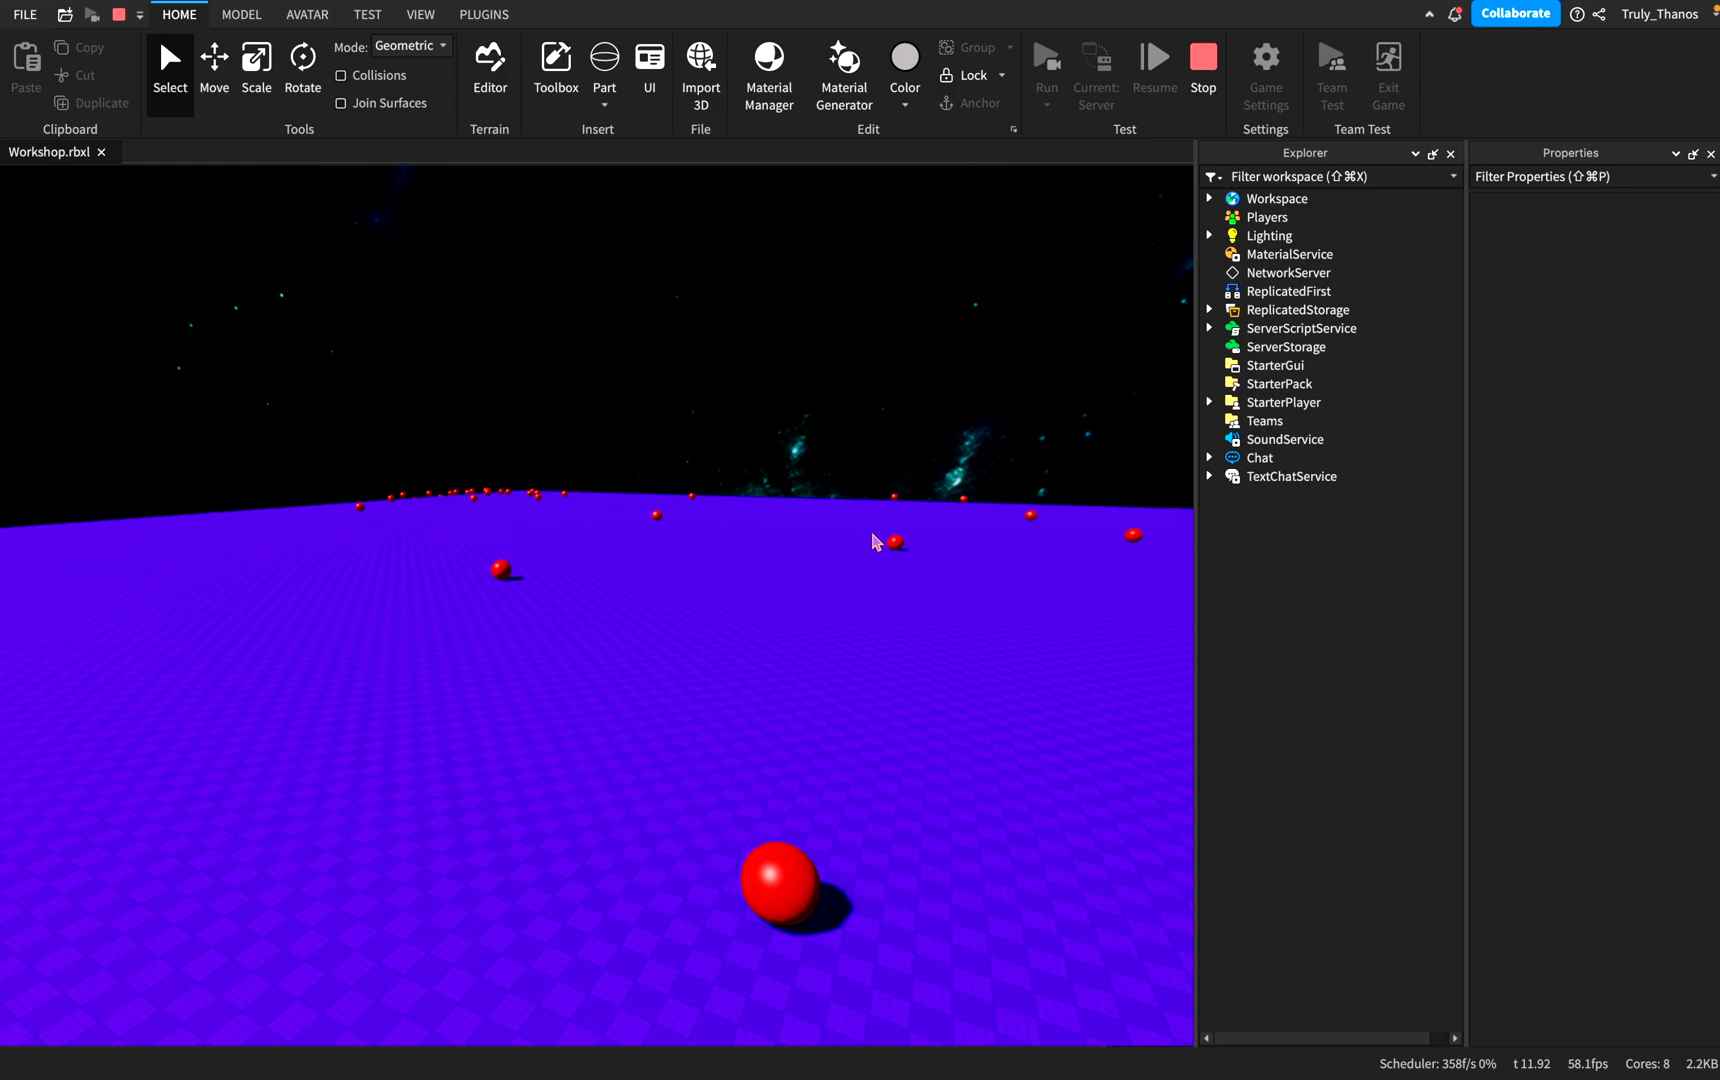 FILE HOME MODEL AVATAR TEST VIEW PLUGINS Collaborate Truly_Thanos
Paste
Copy
Cut
Duplicate
Clipboard
Select Move Scale Rotate
Mode: Geometric
Collisions
Join Surfaces
Tools
Editor
Terrain
Toolbox Part UI
Insert
Import
3D
File
Material
Manager
Material
Generator
Color
Group
Lock
Anchor
Edit
Run
Current:
Server
Resume
Stop
Test
Game
Settings
Settings
Team
Test
Exit
Game
Team Test
Workshop.rbxl
Explorer
Filter workspace (⇧⌘X)
Workspace
Players
Lighting
MaterialService
NetworkServer
ReplicatedFirst
ReplicatedStorage
ServerScriptService
ServerStorage
StarterGui
StarterPack
StarterPlayer
Teams
SoundService
Chat
TextChatService
Properties
Filter Properties (⇧⌘P)
Scheduler: 358f/s 0% t 11.92 58.1fps Cores: 8 2.2KB